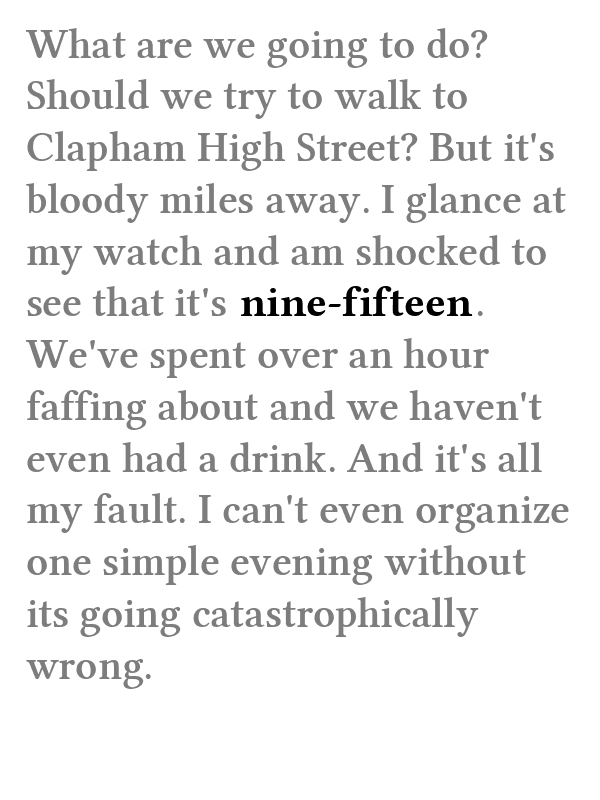 What are we going to do?
Should we try to walk to
Clapham High Street? But it's
bloody miles away. I glance at
my watch and am shocked to
see that it's nine-fifteen.
We've spent over an hour
faffing about and we haven't
even had a drink. And it's all
my fault. I can't even organize
one simple evening without
its going catastrophically
wrong.